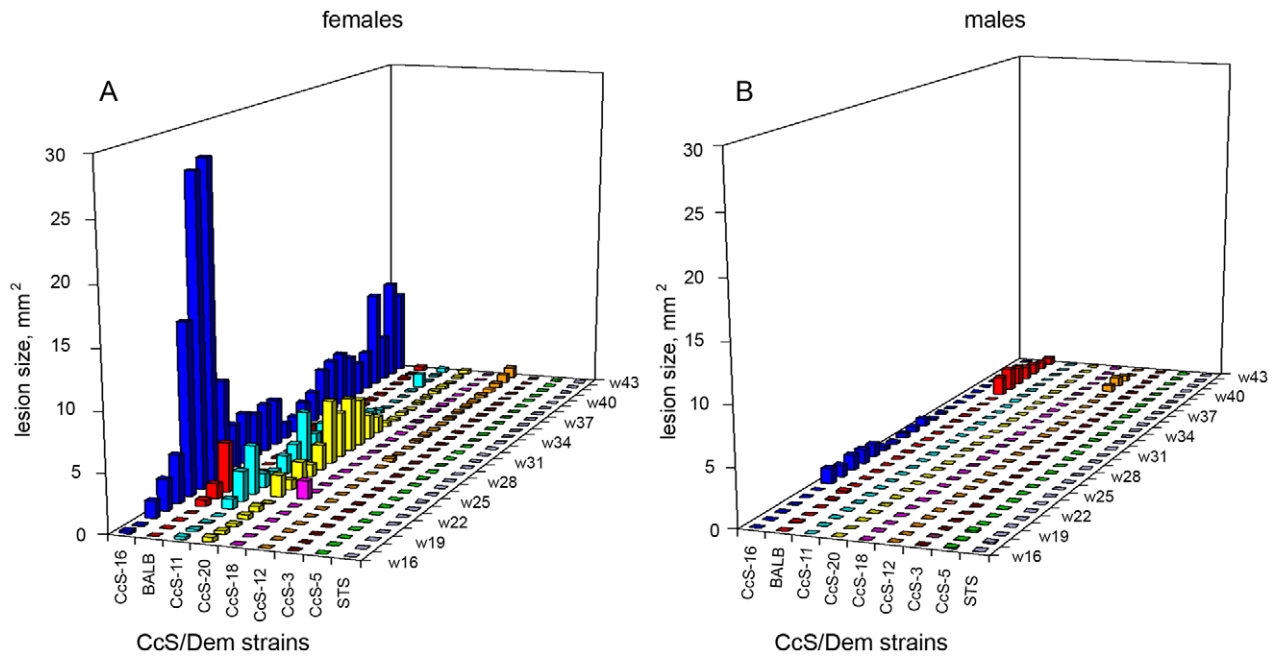 females
males
A
B
30
25
20
15
10
5
0
lesion size, mm²
CcS-16
BALB
CcS-11
CcS-20
CcS-18
CcS-12
CcS-3
CcS-5
STS
w16
w19
w22
w25
w28
w31
w34
w37
w40
w43
CcS/Dem strains
30
25
20
15
10
5
0
lesion size, mm²
CcS-16
BALB
CcS-11
CcS-20
CcS-18
CcS-12
CcS-3
CcS-5
STS
w16
w19
w22
w25
w28
w31
w34
w37
w40
w43
CcS/Dem strains